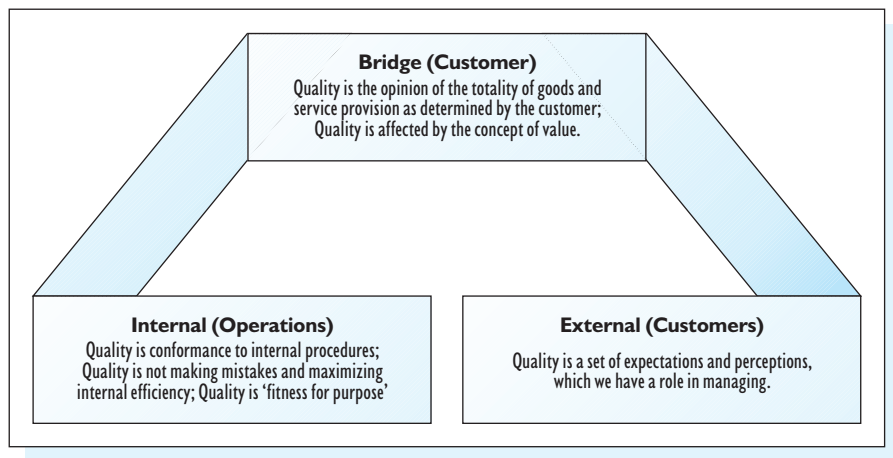 Bridge (Customer)
Quality is the opinion of the totality of goods and
service provision as determined by the customer;
Quality is affected by the concept of value.
Internal (Operations)
Quality is conformance to internal procedures;
Quality is not making mistakes and maximizing
internal efficiency; Quality is ‘fitness for purpose’
External (Customers)
Quality is a set of expectations and perceptions,
which we have a role in managing.